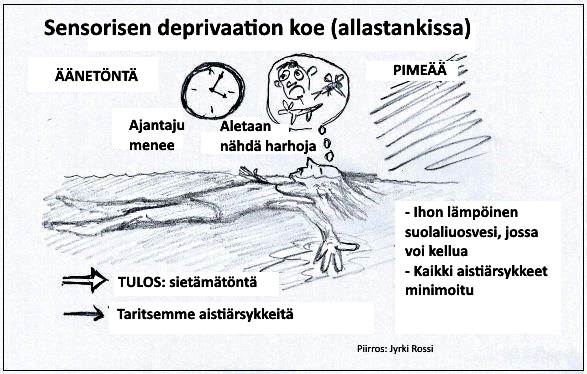 Sensorisen deprivaation koe (allastankissa)
ÄÄNETÖNTÄ
PIMEÄÄ
Ajantaju
menee
Aletaan
nähdä harhoja
- Ihon lämpöinen
suolaliuosvesi, jossa
voi kellua
- Kaikki aistiärsykkeet
minimoitu
TULOS: sietämätöntä
Taritsemme aistiärsykkeitä
Piirros: Jyrki Rossi